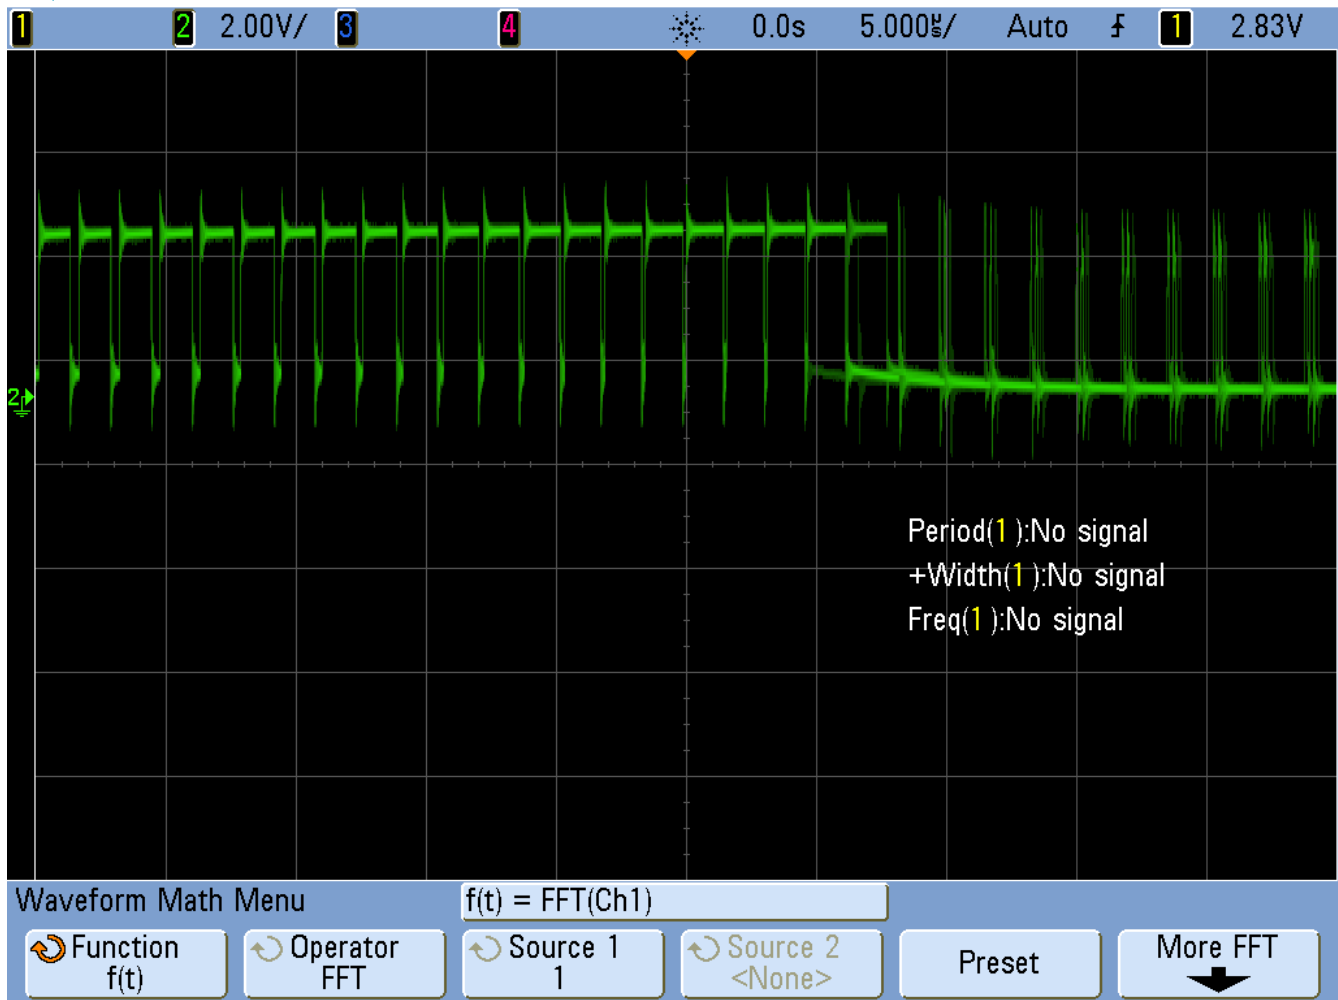 1 2 2.00V/ 3 4 0.0s 5.000µs/ Auto 1 2.83V
2
Period(1):No signal
+Width(1):No signal
Freq(1):No signal
Waveform Math Menu f(t) = FFT(Ch1)
Function Operator Source 1 Source 2 Preset More FFT
f(t) FFT 1 <None>